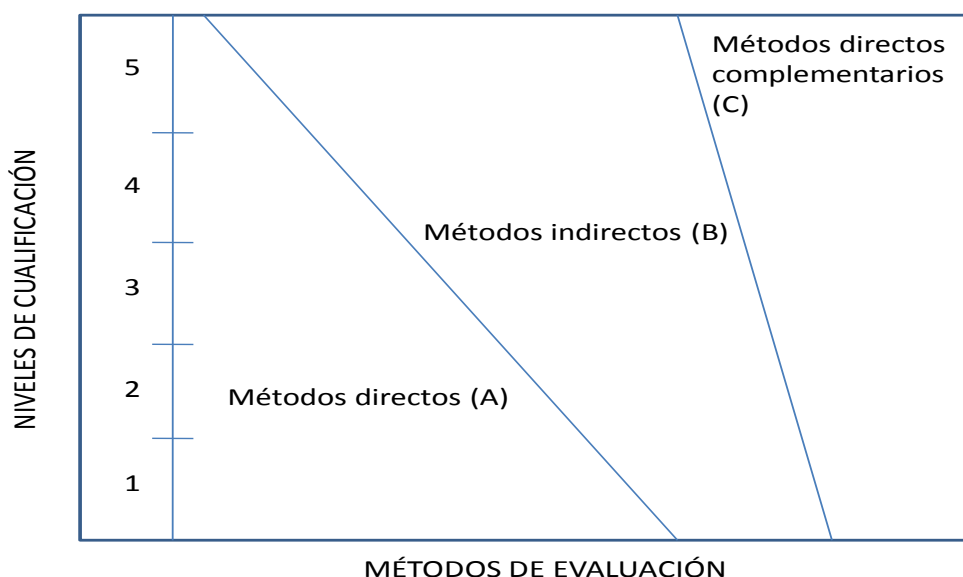 NIVELES DE CUALIFICACIÓN
5
4
3
2
1
Métodos directos
complementarios
(C)
Métodos indirectos (B)
Métodos directos (A)
MÉTODOS DE EVALUACIÓN